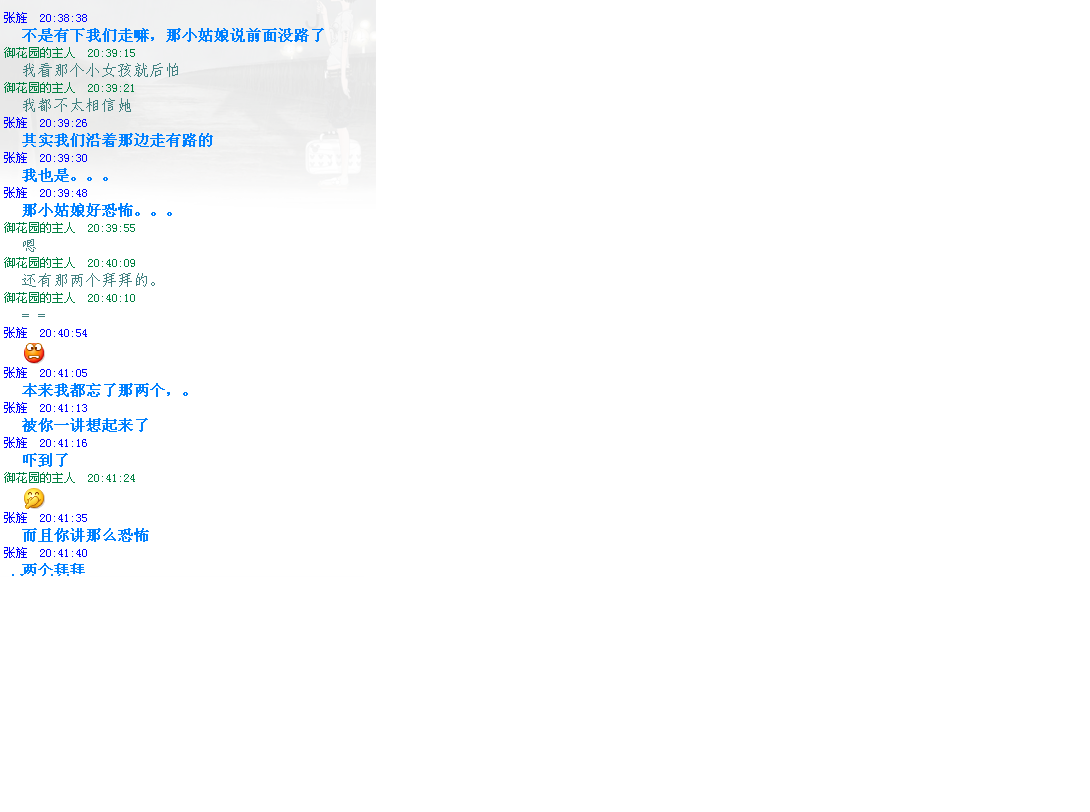 张旌 20:38:38
不是有下我们走嘛，那小姑娘说前面没路了
御花园的主人 20:39:15
我看那个小女孩就后怕
御花园的主人 20:39:21
我都不太相信她
张旌 20:39:26
其实我们沿着那边走有路的
张旌 20:39:30
我也是。。。
张旌 20:39:48
那小姑娘好恐怖。。。
御花园的主人 20:39:55
嗯
御花园的主人 20:40:09
还有那两个拜拜的。
御花园的主人 20:40:10
= =
张旌 20:40:54
张旌 20:41:05
本来我都忘了那两个，。
张旌 20:41:13
被你一讲想起来了
张旌 20:41:16
吓到了
御花园的主人 20:41:24
张旌 20:41:35
而且你讲那么恐怖
张旌 20:41:40
两个拜拜